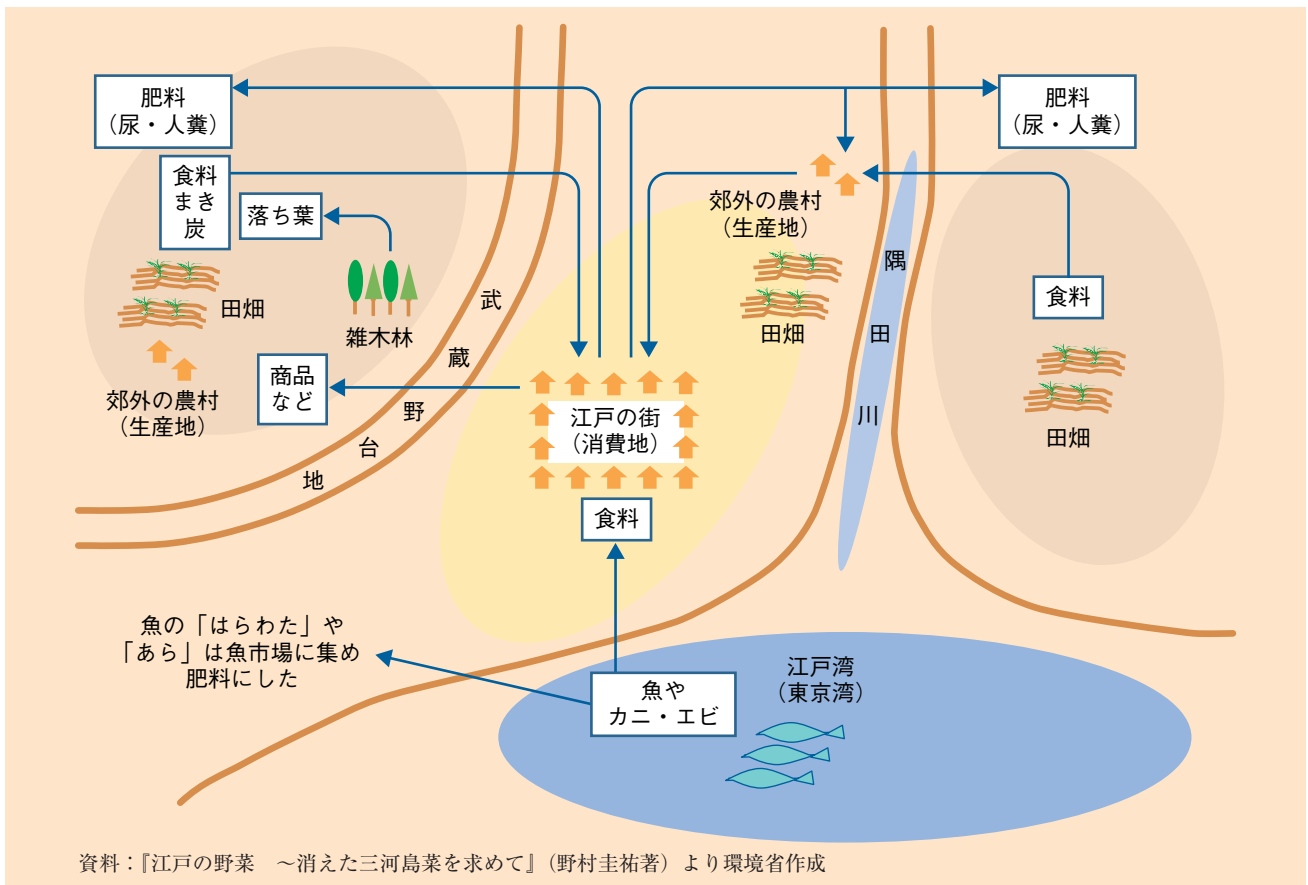 肥料
（尿・人糞）
食料
まき
炭
落ち葉
田畑
雑木林
郊外の農村
（生産地）
商品
など
武蔵野台地
江戸の街
（消費地）
食料
肥料
（尿・人糞）
郊外の農村
（生産地）
田畑
隅田川
食料
田畑
魚の「はらわた」や
「あら」は魚市場に集め
肥料にした
魚や
カニ・エビ
江戸湾
（東京湾）
資料：『江戸の野菜　～消えた三河島菜を求めて』（野村圭祐著）より環境省作成